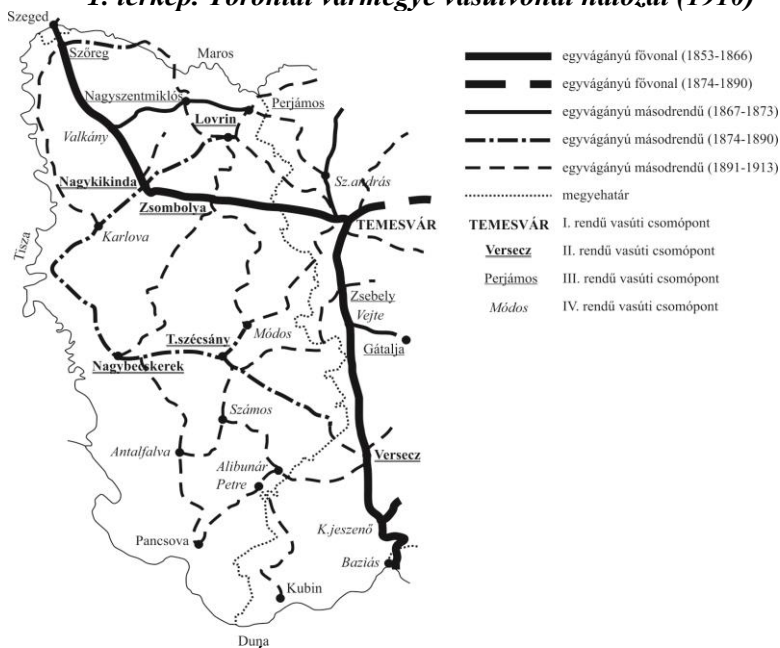 1. térkép. Torontál vármegye vasútvonal hálózat (1910)
Szeged
Szőreg
Maros
Nagyszentmiklós
Perjámos
Lovrin
Valkány
Sz.andrás
Nagykikinda
Zsombolya
TEMESVÁR
Karlova
Tisza
Zsebely
Vejte
Módos
T.szécsány
Gátalja
Nagybecskerek
Számos
Antalfalva
Alibunár
Versecz
Petre
K.jeszenő
Pancsova
Baziás
Kubin
Duna
egyvágányú fővonal (1853-1866)
egyvágányú fővonal (1874-1890)
egyvágányú másodrendű (1867-1873)
egyvágányú másodrendű (1874-1890)
egyvágányú másodrendű (1891-1913)
megyehatár
TEMESVÁR I. rendű vasúti csomópont
Versecz II. rendű vasúti csomópont
Perjámos III. rendű vasúti csomópont
Módos IV. rendű vasúti csomópont